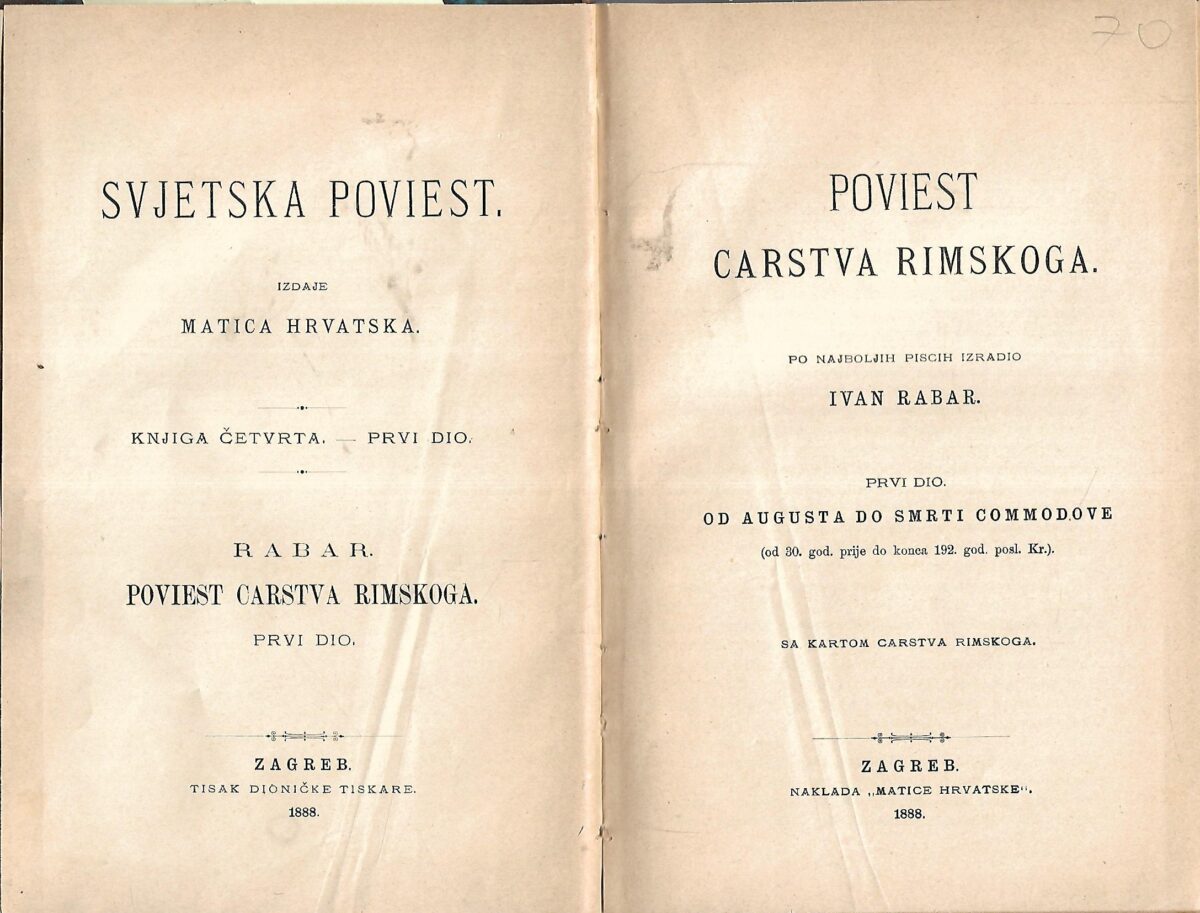 SVJETSKA POVIEST.
IZDAJE
MATICA HRVATSKA.
KNJIGA ČETVRTA. — PRVI DIO.
RABAR.
POVIEST CARSTVA RIMSKOGA.
PRVI DIO.
ZAGREB.
TISAK DIONIČKE TISKARE.
1888.
70
POVIEST
CARSTVA RIMSKOGA.
PO NAJBOLJIH PISCIH IZRADIO
IVAN RABAR.
PRVI DIO.
OD AUGUSTA DO SMRTI COMMODOVE
(od 30. god. prije do konca 192. god. posl. Kr.).
SA KARTOM CARSTVA RIMSKOGA.
ZAGREB.
NAKLADA „MATICE HRVATSKE“.
1888.